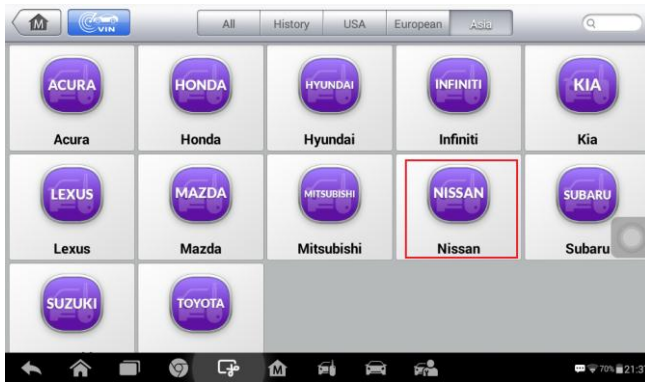 VIN
All History USA European Asia
ACURA HONDA HYUNDAI INFINITI KIA
Acura Honda Hyundai Infiniti Kia
LEXUS MAZDA MITSUBISHI NISSAN SUBARU
Lexus Mazda Mitsubishi Nissan Subaru
SUZUKI TOYOTA
M M 70%